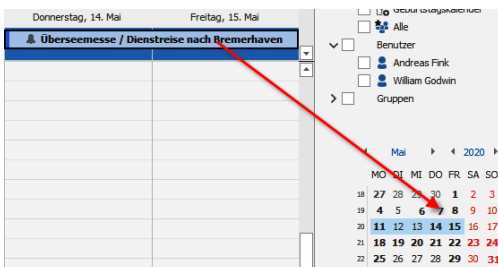 Donnerstag, 14. Mai
Freitag, 15. Mai
Überseemesse / Dienstreise nach Bremerhaven
Geburtstagskalender
Alle
Benutzer
Andreas Fink
William Godwin
Gruppen
Mai 2020
MO DI MI DO FR SA SO
18 27 28 29 30 1 2 3
19 4 5 6 7 8 9 10
20 11 12 13 14 15 16 17
21 18 19 20 21 22 23 24
22 25 26 27 28 29 30 31